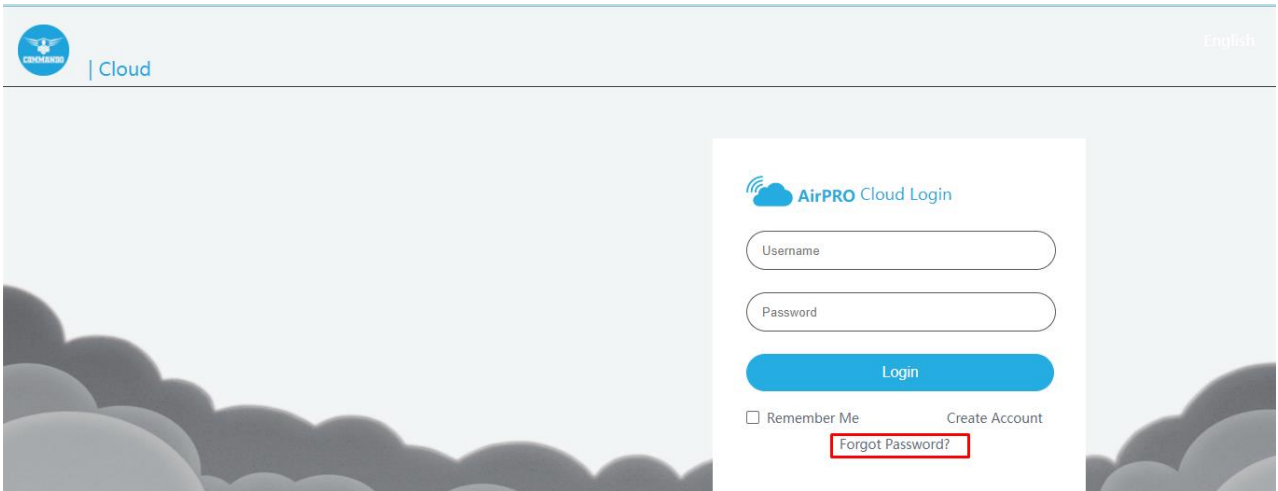 English
COMMANDO
| Cloud
AirPRO Cloud Login
Username
Password
Login
Remember Me Create Account
Forgot Password?